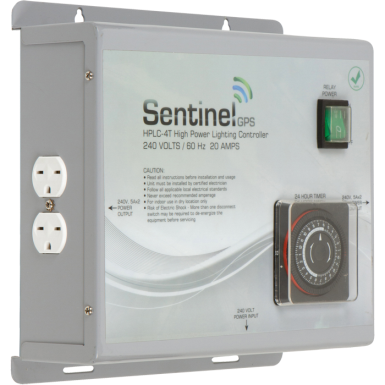 Sentinel GPS
HPLC-4T High Power Lighting Controller
240 VOLTS / 60 Hz 20 AMPS
RELAY
POWER
CAUTION:
• Read all instructions before installation and usage
• Unit must be installed by certified electrician
• Follow all applicable local electrical standards
• Never exceed recommended amperage
• For indoor use in dry location only
• Risk of Electric Shock - More than one disconnect
switch may be required to de-energize the
equipment before servicing.
240V
POWER
OUTPUT
24 HOUR TIMER
240V
POWER
OUTPUT
240 VOLT
POWER INPUT